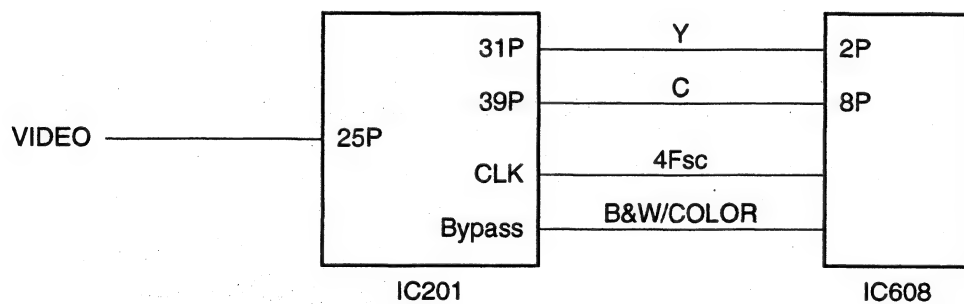 31P
Y
2P
39P
C
8P
VIDEO
25P
CLK
4Fsc
Bypass
B&W/COLOR
IC201
IC608